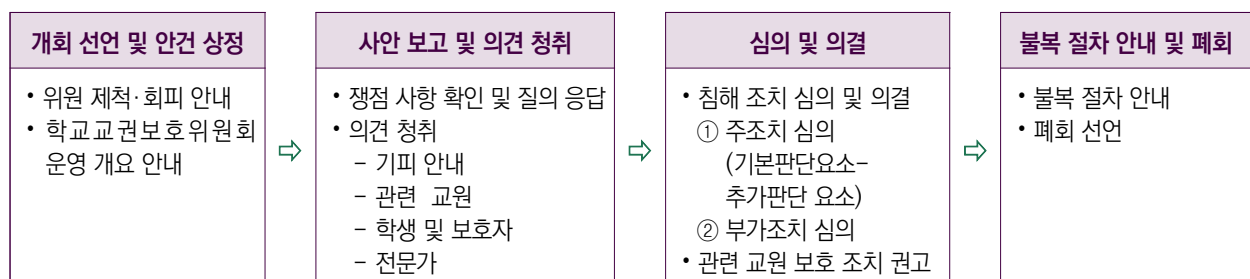 개회 선언 및 안건 상정
• 위원 제척·회피 안내
• 학교교권보호위원회
운영 개요 안내
⇨
사안 보고 및 의견 청취
• 쟁점 사항 확인 및 질의 응답
• 의견 청취
– 기피 안내
– 관련 교원
– 학생 및 보호자
– 전문가
⇨
심의 및 의결
• 침해 조치 심의 및 의결
① 주조치 심의
(기본판단요소–
추가판단 요소)
② 부가조치 심의
• 관련 교원 보호 조치 권고
⇨
불복 절차 안내 및 폐회
• 불복 절차 안내
• 폐회 선언